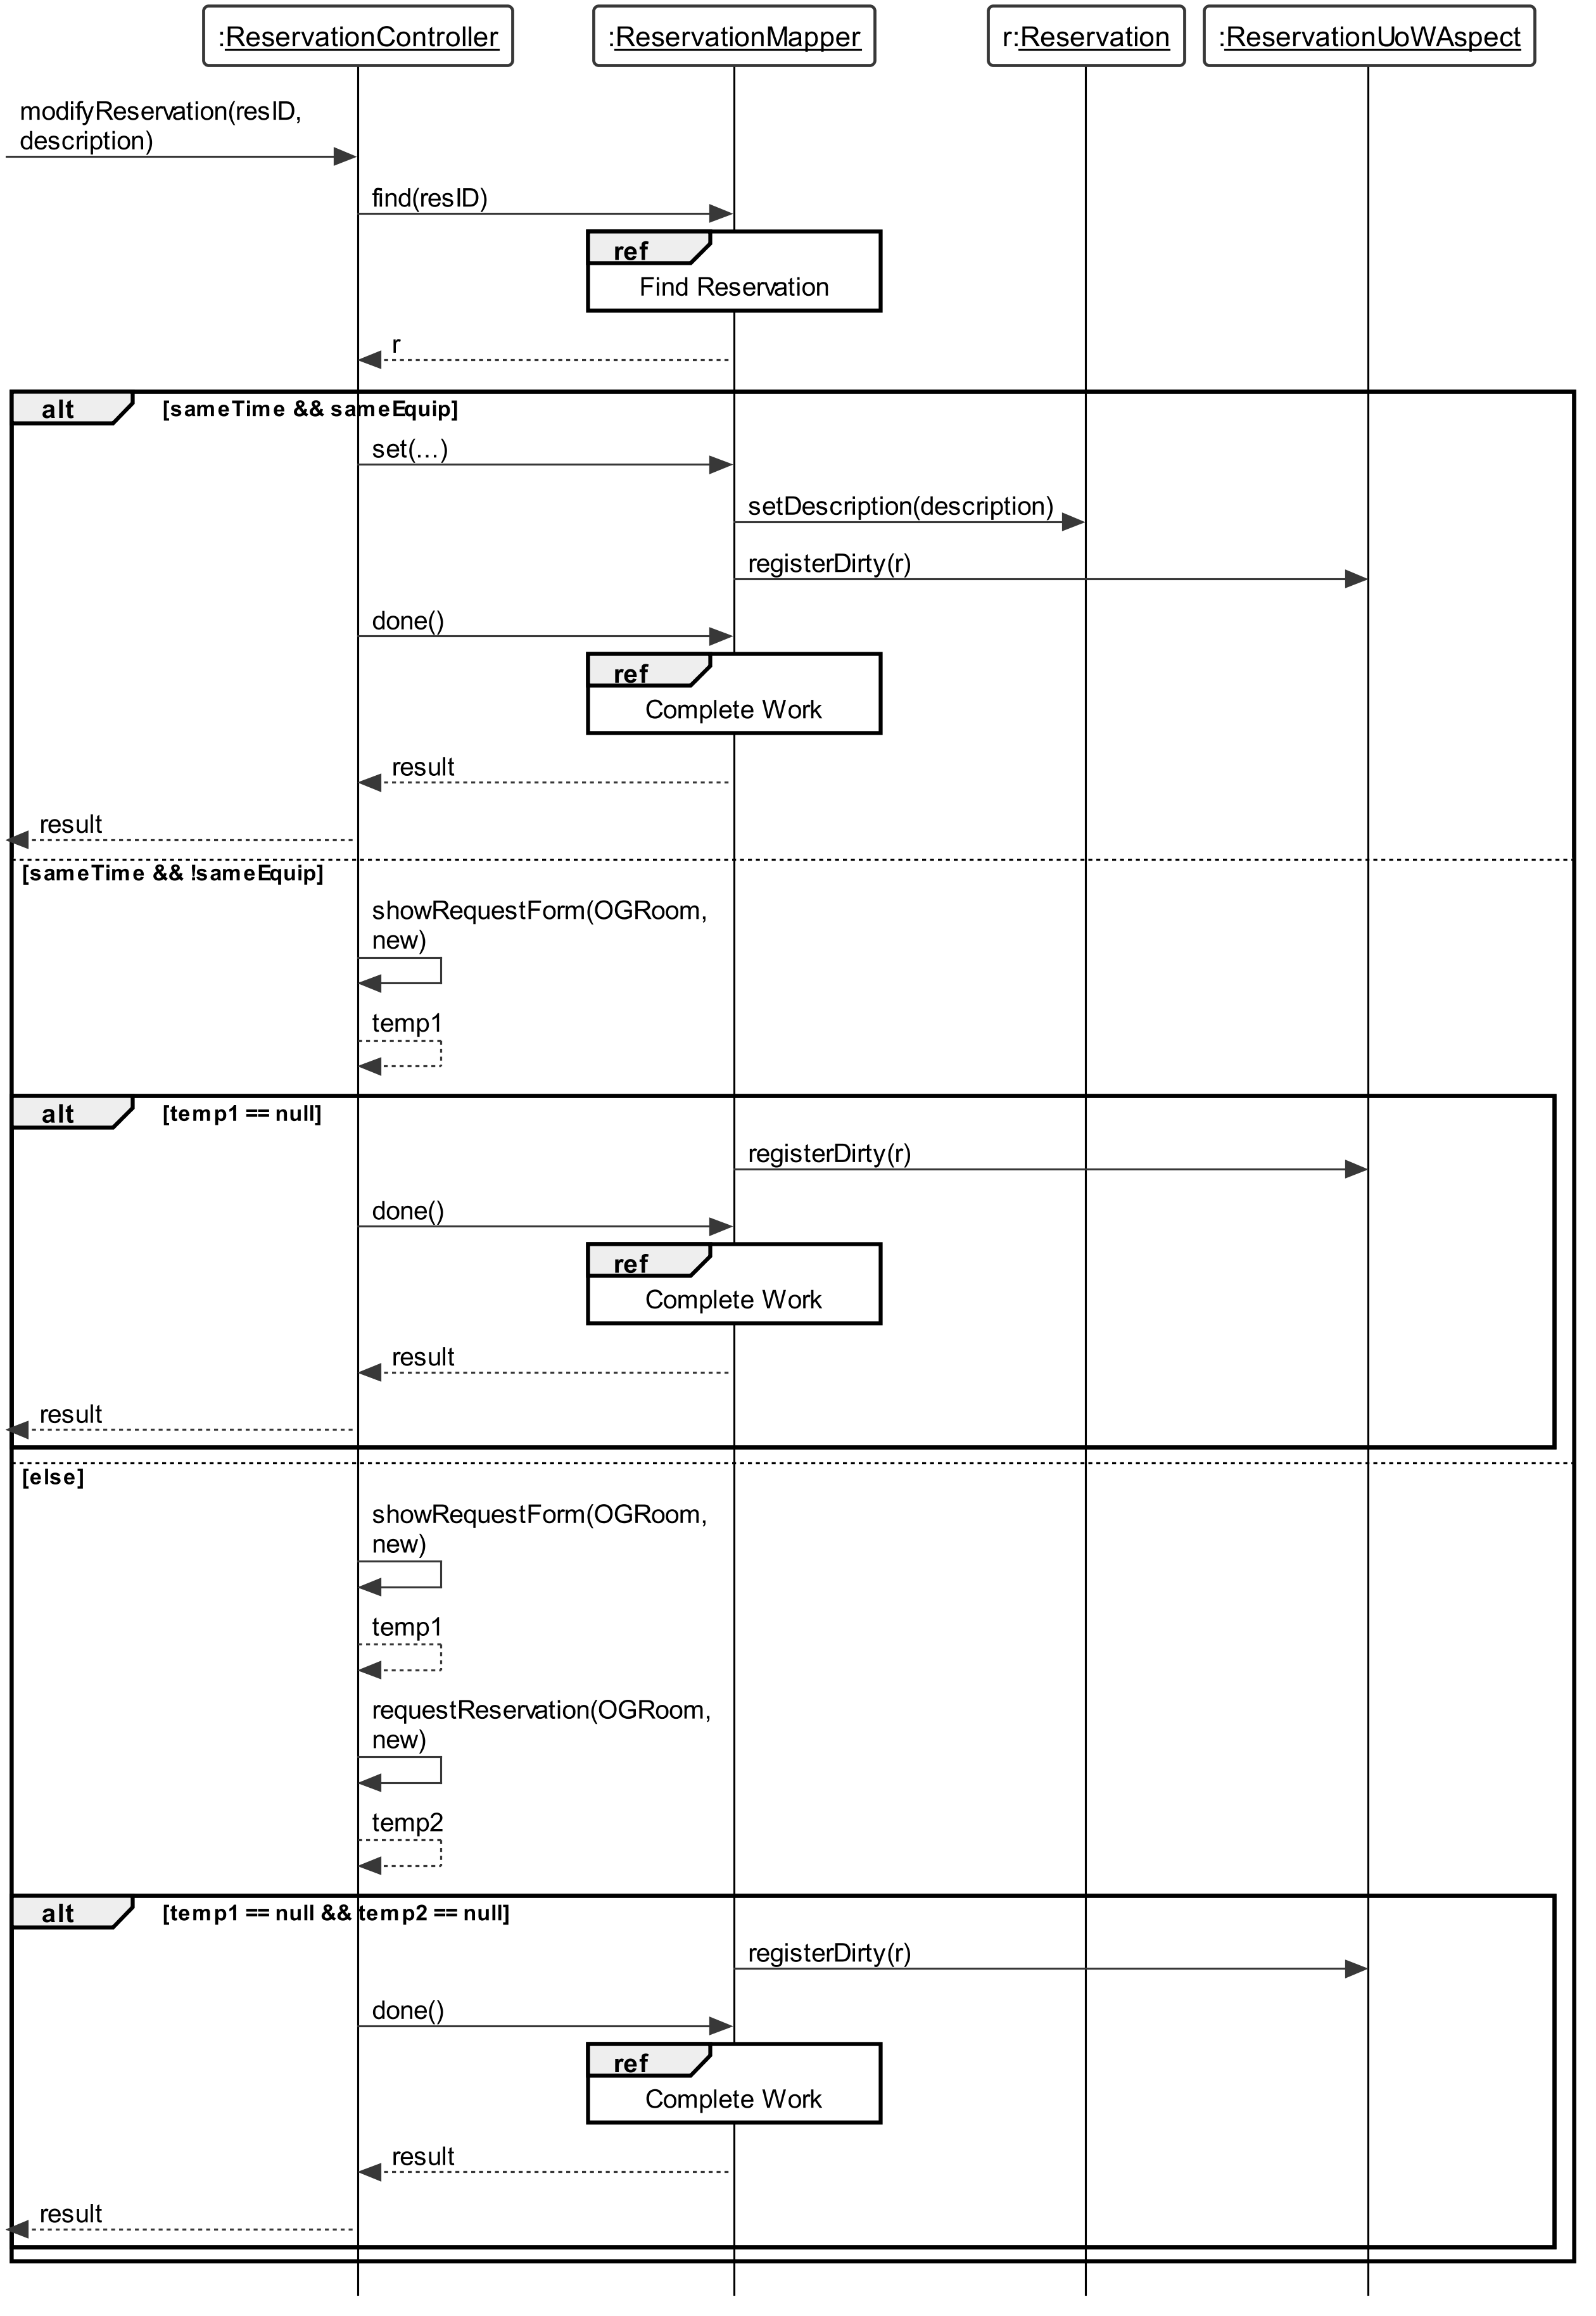 :ReservationController
:ReservationMapper
r:Reservation
:ReservationUoWAspect
modifyReservation(resID,
description)
find(resID)
ref
Find Reservation
r
alt
[sameTime && sameEquip]
set(...)
setDescription(description)
registerDirty(r)
done()
ref
Complete Work
result
result
[sameTime && !sameEquip]
showRequestForm(OGRoom,
new)
temp1
alt
[temp1 == null]
registerDirty(r)
done()
ref
Complete Work
result
result
[else]
showRequestForm(OGRoom,
new)
temp1
requestReservation(OGRoom,
new)
temp2
alt
[temp1 == null && temp2 == null]
registerDirty(r)
done()
ref
Complete Work
result
result